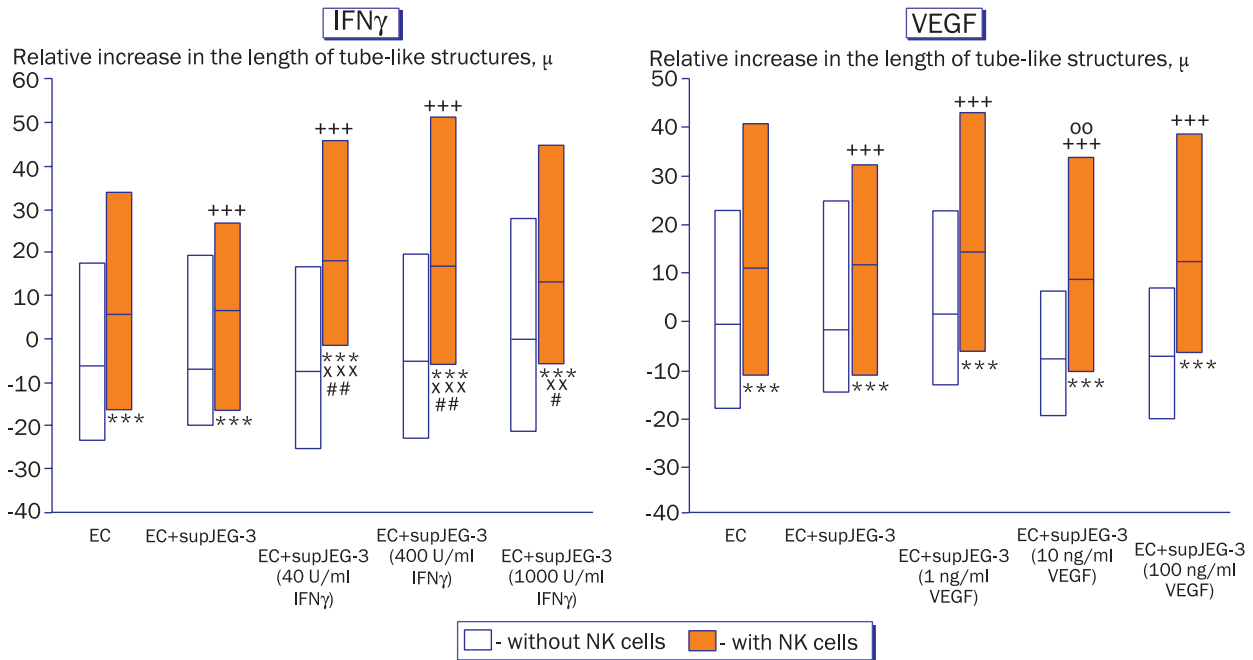 IFNγ
Relative increase in the length of tube-like structures, μ
60
50
40
30
20
10
0
-10
-20
-30
-40
+++
+++
+++
***
***
***
xxx
##
***
xxx
##
***
xx
#
EC
EC+supJEG-3
EC+supJEG-3
(40 U/ml
IFNγ)
EC+supJEG-3
(400 U/ml
IFNγ)
EC+supJEG-3
(1000 U/ml
IFNγ)
VEGF
Relative increase in the length of tube-like structures, μ
50
40
30
20
10
0
-10
-20
-30
-30
-40
+++
+++
oo
+++
+++
***
***
***
***
***
EC
EC+supJEG-3
EC+supJEG-3
(1 ng/ml
VEGF)
EC+supJEG-3
(10 ng/ml
VEGF)
EC+supJEG-3
(100 ng/ml
VEGF)
- without NK cells
- with NK cells